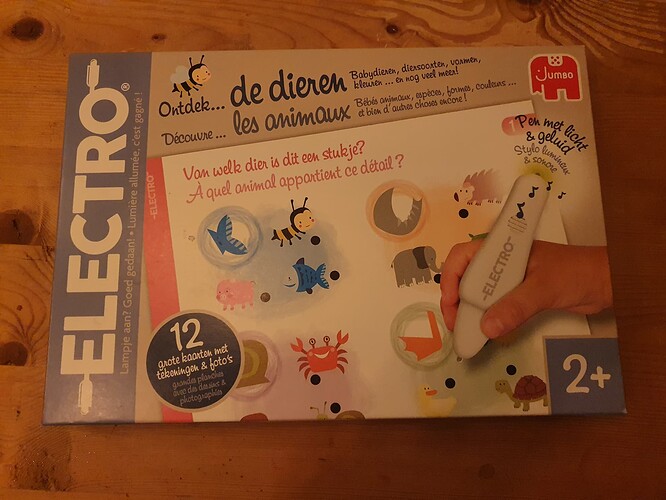 ELECTRO®
Lampje aan? Goed gedaan! • Lumière allumée, c'est gagné !
Ontdek...
de dieren
Babydieren, diersoorten, vormen,
kleuren ... en nog veel meer!
Découvre ...
les animaux
Bébés animaux, espèces, formes, couleurs ...
et bien d'autres choses encore !
Jumbo
1
Pen met licht
& geluid
Stylo lumineux
& sonore
ELECTRO
Van welk dier is dit een stukje?
À quel animal appartient ce détail ?
ELECTRO
12
grote kaarten met
tekeningen & foto's
grandes planches
avec des dessins &
photographies
2+